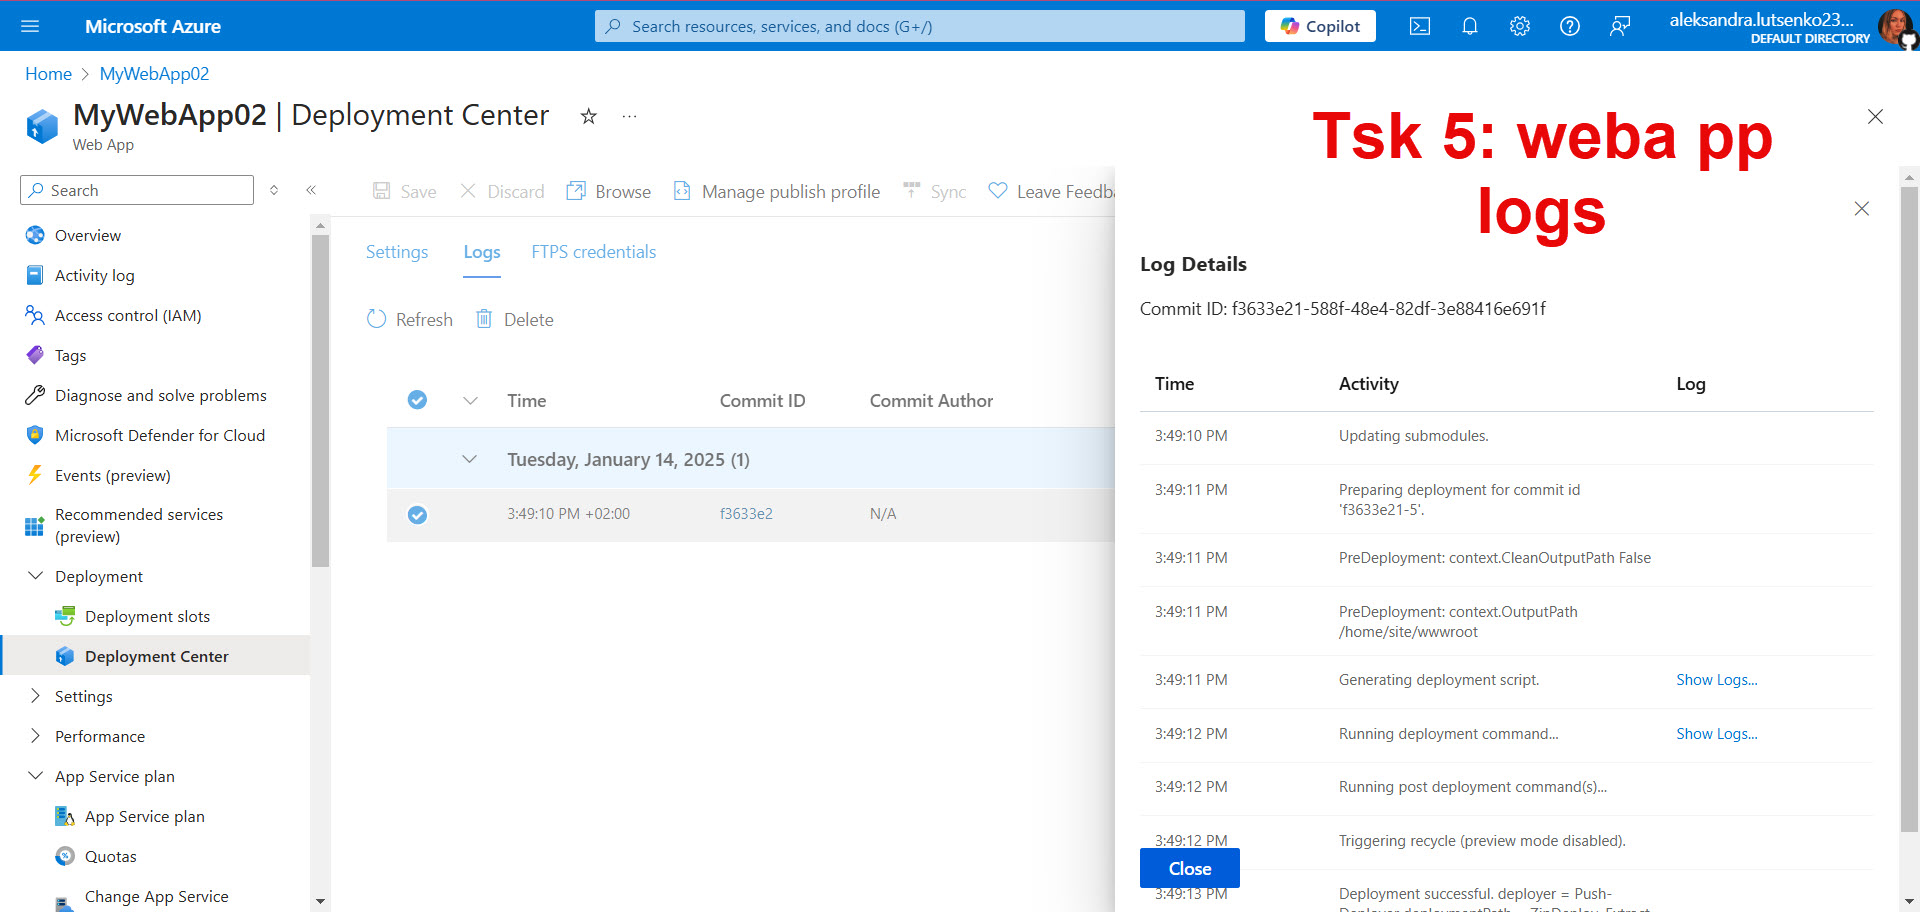 Microsoft Azure
Search resources, services, and docs (G+/)
Copilot
aleksandra.lutsenko23...
DEFAULT DIRECTORY
Home > MyWebApp02
MyWebApp02 | Deployment Center
Web App
Tsk 5: weba pp
logs
Search
Save
Discard
Browse
Manage publish profile
Sync
Leave Feedba
Overview
Activity log
Access control (IAM)
Tags
Diagnose and solve problems
Microsoft Defender for Cloud
Events (preview)
Recommended services
(preview)
Deployment
Deployment slots
Deployment Center
Settings
Performance
App Service plan
App Service plan
Quotas
Change App Service
Settings
Logs
FTPS credentials
Refresh
Delete
Time Commit ID Commit Author
Tuesday, January 14, 2025 (1)
3:49:10 PM +02:00 f3633e2 N/A
Log Details
Commit ID: f3633e21-588f-48e4-82df-3e88416e691f
Time Activity Log
3:49:10 PM Updating submodules.
3:49:11 PM Preparing deployment for commit id
'f3633e21-5'.
3:49:11 PM PreDeployment: context.CleanOutputPath False
3:49:11 PM PreDeployment: context.OutputPath
/home/site/wwwroot
3:49:11 PM Generating deployment script. Show Logs...
3:49:12 PM Running deployment command... Show Logs...
3:49:12 PM Running post deployment command(s)...
3:49:12 PM Triggering recycle (preview mode disabled).
Close
3:49:13 PM Deployment successful. deployer = Push-